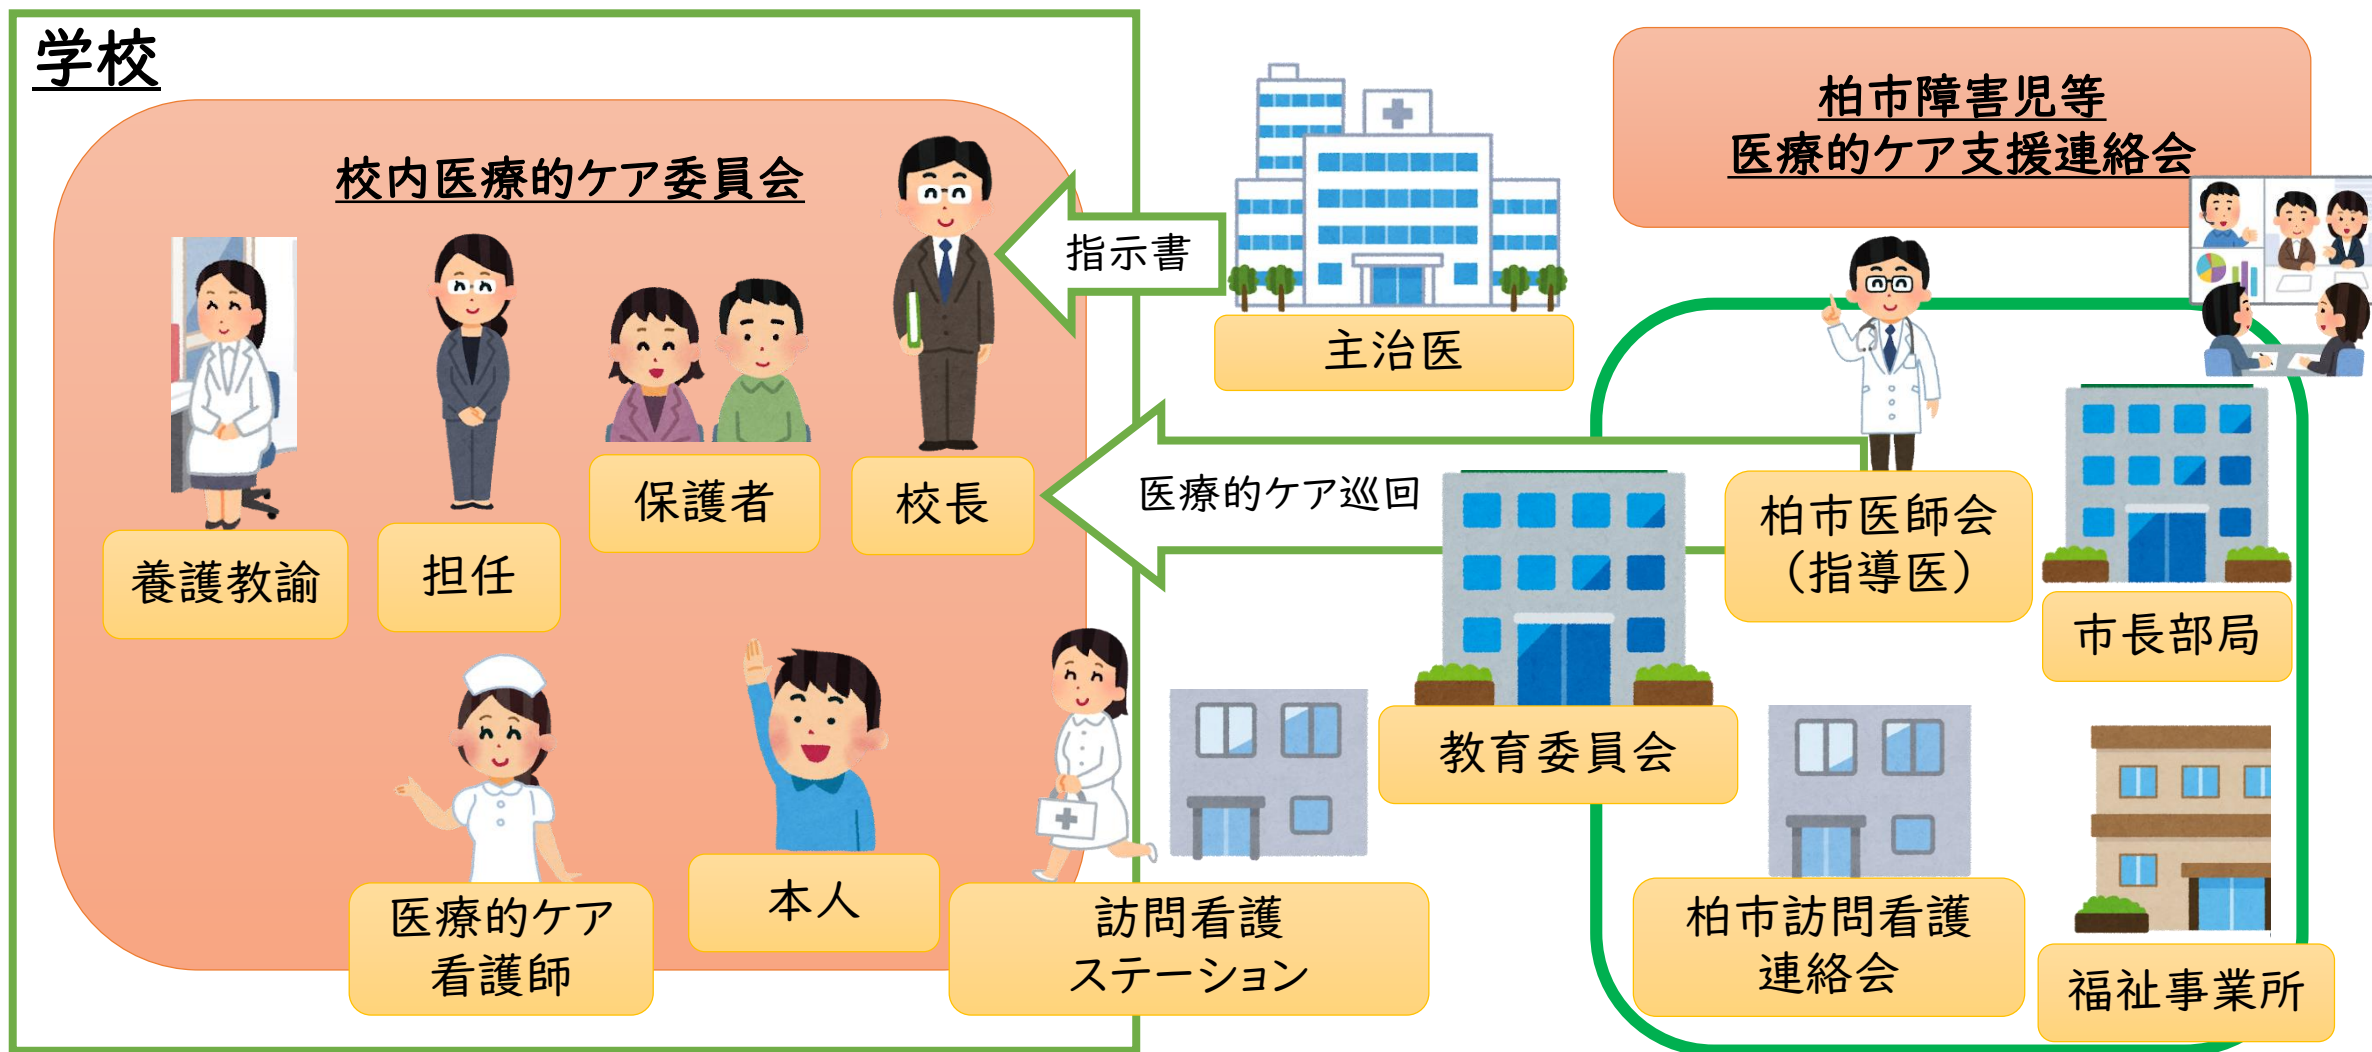 学校
校内医療的ケア委員会
養護教諭
担任
保護者
校長
医療的ケア
看護師
本人
訪問看護
ステーション
指示書
主治医
医療的ケア巡回
柏市障害児等
医療的ケア支援連絡会
柏市医師会
（指導医）
市長部局
教育委員会
柏市訪問看護
連絡会
福祉事業所